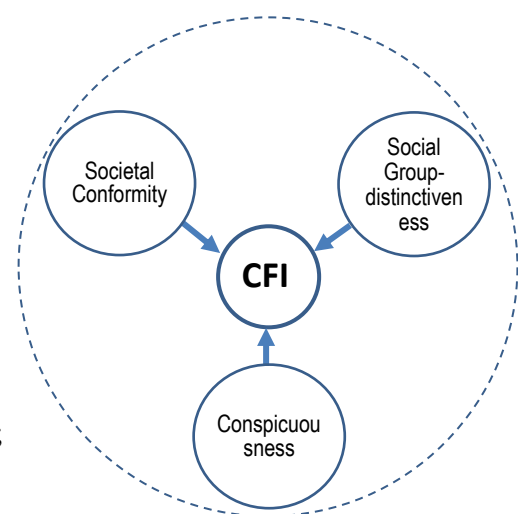 Societal
Conformity
Social
Group-
distinctiven
ess
CFI
Conspicuou
sness